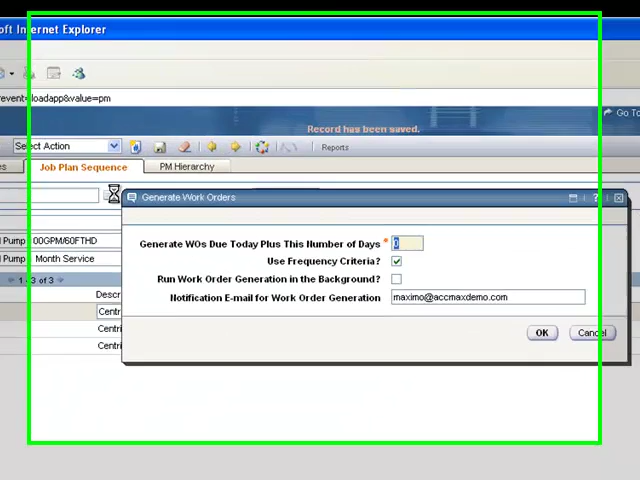 oft Internet Explorer
event=loadapp&value=pm
Go To
Record has been saved.
Select Action
Reports
es Job Plan Sequence PM Hierarchy
Generate Work Orders
Generate WOs Due Today Plus This Number of Days * 0
Pump 00GPM/60FTHD
Use Frequency Criteria?
Pump Month Service
Run Work Order Generation in the Background?
1 - 3 of 3
Descr
Notification E-mail for Work Order Generation maximo@accmaxdemo.com
Centri
Centri
OK Cancel
Centri